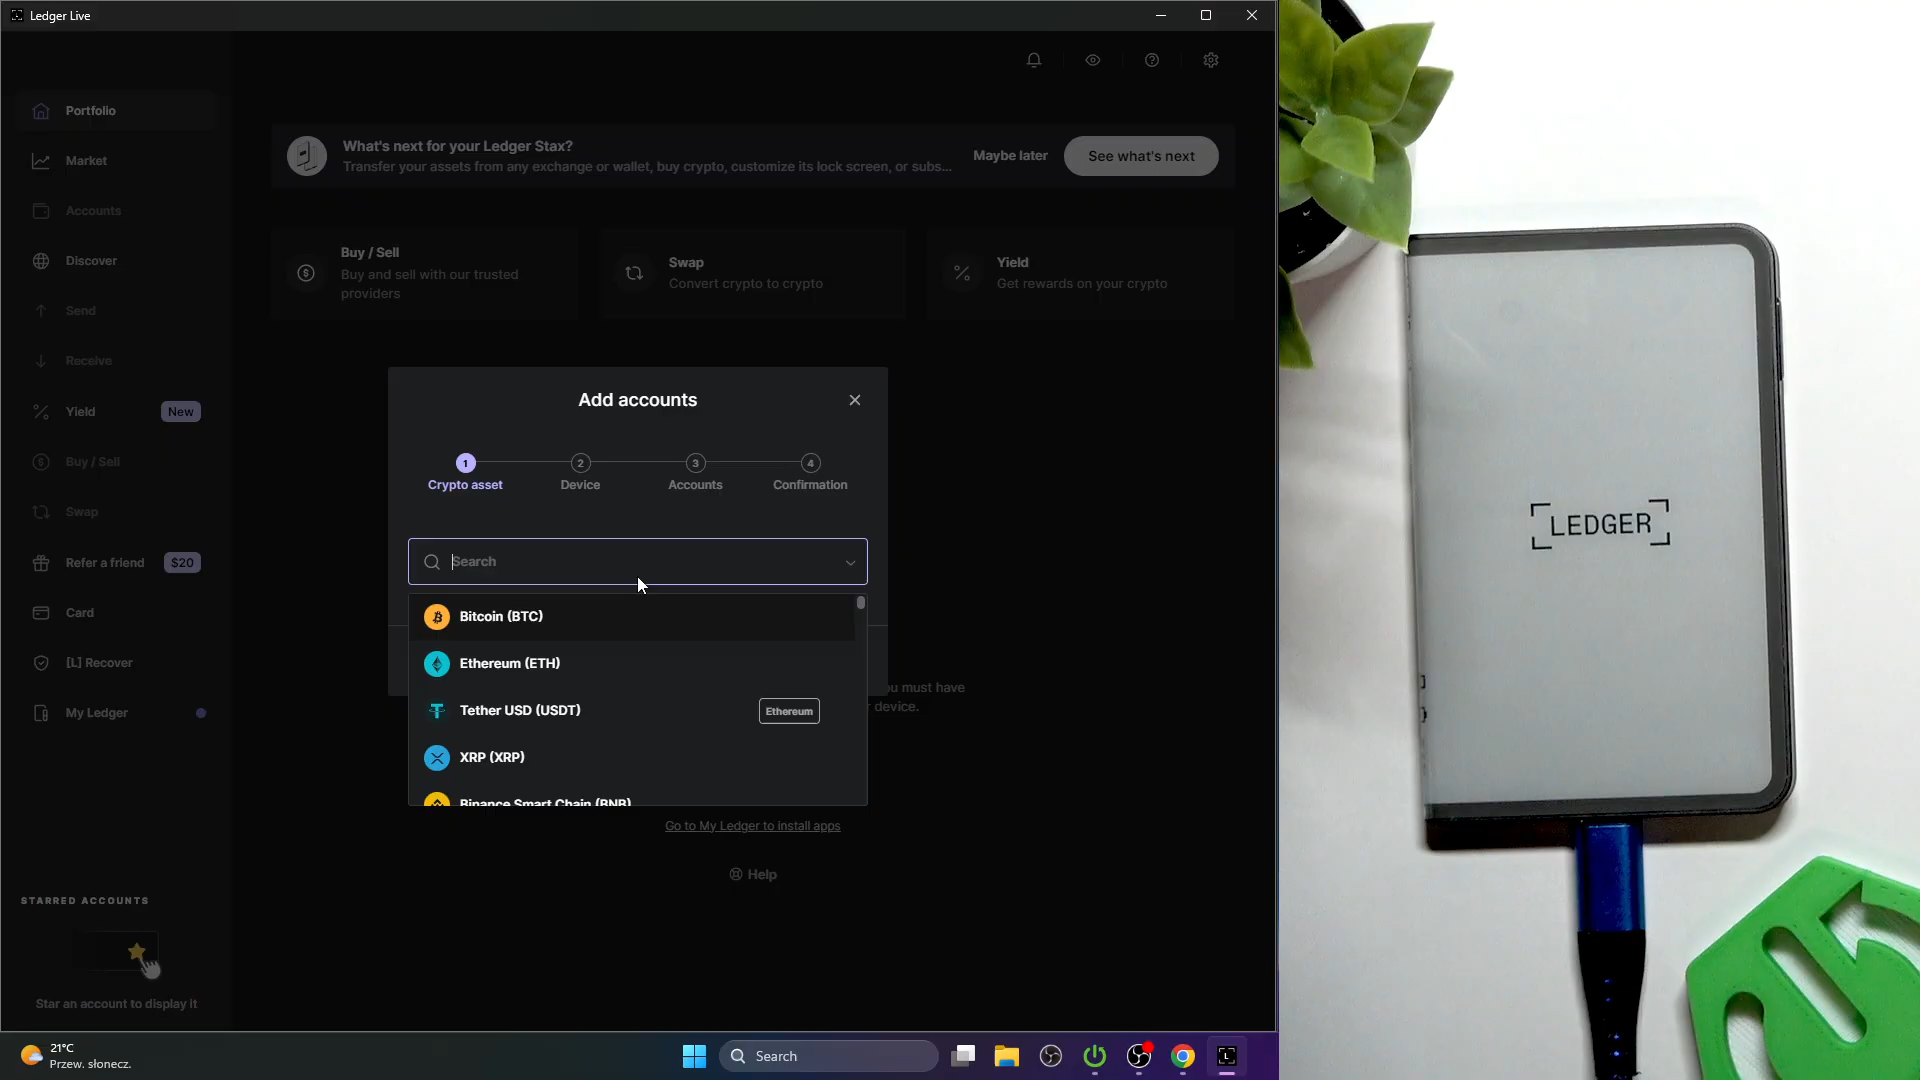 Ledger Live
Portfolio
Market
Accounts
Discover
Send
Receive
Yield
New
Buy / Sell
Swap
Refer a friend
$20
Card
[L] Recover
My Ledger
STARRED ACCOUNTS
Star an account to display it
What's next for your Ledger Stax?
Transfer your assets from any exchange or wallet, buy crypto, customize its lock screen, or subs...
Maybe later
See what's next
Buy / Sell
Buy and sell with our trusted
providers
Swap
Convert crypto to crypto
Yield
Get rewards on your crypto
Add accounts
1
2
3
4
Crypto asset
Device
Accounts
Confirmation
Search
Bitcoin (BTC)
Ethereum (ETH)
Tether USD (USDT)
Ethereum
XRP (XRP)
Binance Smart Chain (BNB)
ou must have
r device.
Go to My Ledger to install apps
Help
21°C
Przew. słonecz.
Search
LEDGER